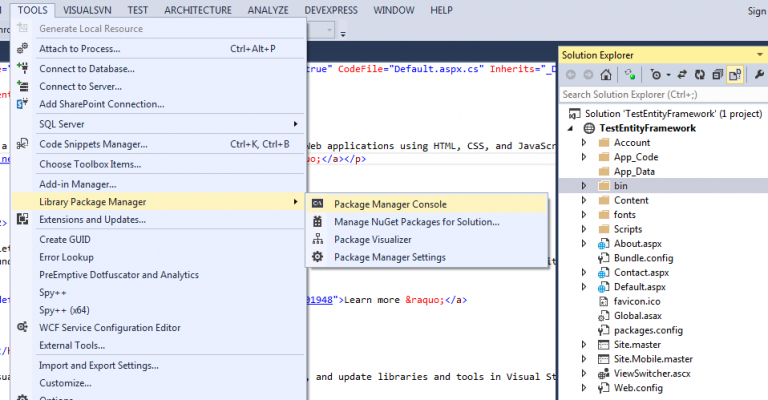 TOOLS VISUALSVN TEST ARCHITECTURE ANALYZE DEVEXPRESS WINDOW HELP Sign
Generate Local Resource
Attach to Process... Ctrl+Alt+P
Connect to Database...
Connect to Server...
Add SharePoint Connection...
SQL Server
Code Snippets Manager... Ctrl+K, Ctrl+B
Choose Toolbox Items...
Add-in Manager...
Library Package Manager
Extensions and Updates...
Create GUID
Error Lookup
PreEmptive Dotfuscator and Analytics
Spy++
Spy++ (x64)
WCF Service Configuration Editor
External Tools...
Import and Export Settings...
Customize...
Options...
Package Manager Console
Manage NuGet Packages for Solution...
Package Visualizer
Package Manager Settings
true" CodeFile="Default.aspx.cs" Inherits="_D
Web applications using HTML, CSS, and JavaScr
uo;</a></p>
01948">Learn more &raquo;</a>
, and update libraries and tools in Visual St
Solution Explorer
Search Solution Explorer (Ctrl+;)
Solution 'TestEntityFramework' (1 project)
TestEntityFramework
Account
App_Code
App_Data
bin
Content
fonts
Scripts
About.aspx
Bundle.config
Contact.aspx
Default.aspx
favicon.ico
Global.asax
packages.config
Site.master
Site.Mobile.master
ViewSwitcher.ascx
Web.config